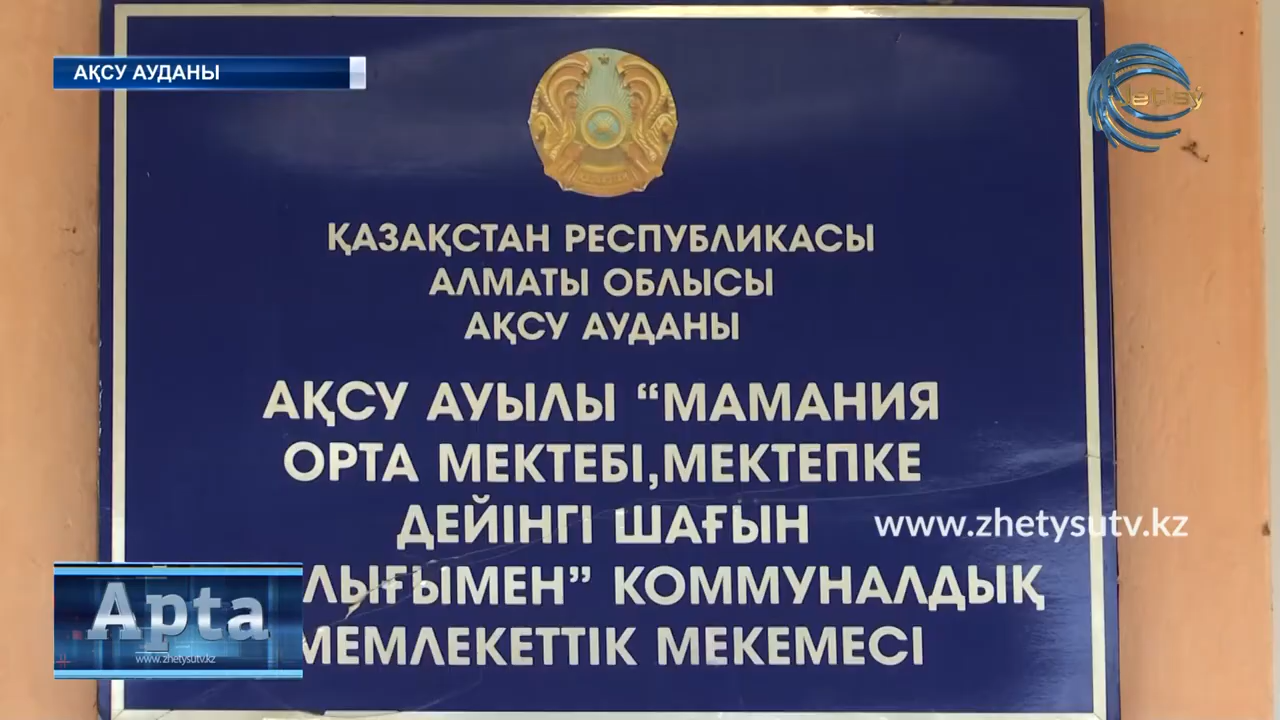 АҚСУ АУДАНЫ
Jetisý
ҚАЗАҚСТАН РЕСПУБЛИКАСЫ
АЛМАТЫ ОБЛЫСЫ
АҚСУ АУДАНЫ
АҚСУ АУЫЛЫ “МАМАНИЯ
ОРТА МЕКТЕБІ,МЕКТЕПКЕ
ДЕЙІНГІ ШАҒЫН
www.zhetysutv.kz
КОММУНАЛДЫҚ
МЕМЛЕКЕТТІК МЕКЕМЕСІ
Apta
www.zhetysutv.kz